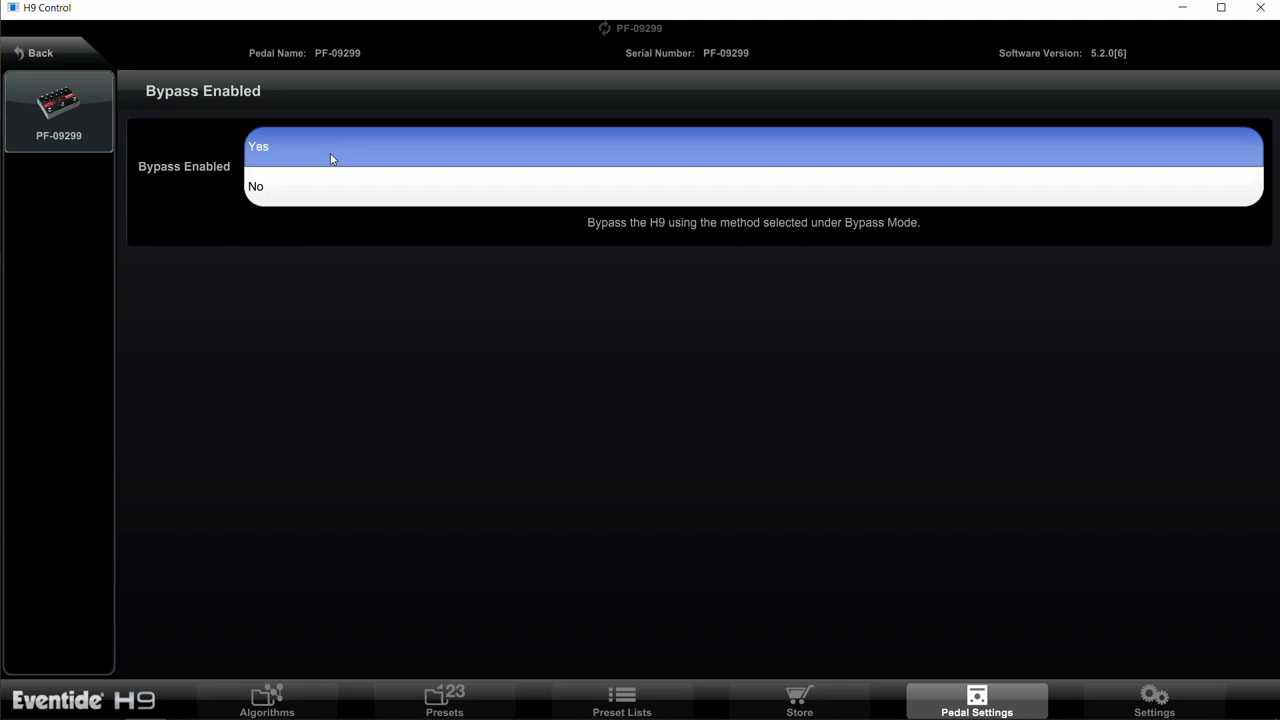 H9 Control
PF-09299
Back
Pedal Name: PF-09299
Serial Number: PF-09299
Software Version: 5.2.0[6]
PF-09299
Bypass Enabled
Bypass Enabled
Yes
No
Bypass the H9 using the method selected under Bypass Mode.
Eventide H9
Algorithms
123
Presets
Preset Lists
Store
Pedal Settings
Settings